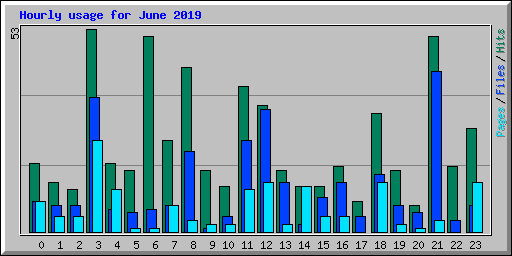 Hourly usage for June 2019
53
Pages/Files/Hits
0 1 2 3 4 5 6 7 8 9 10 11 12 13 14 15 16 17 18 19 20 21 22 23